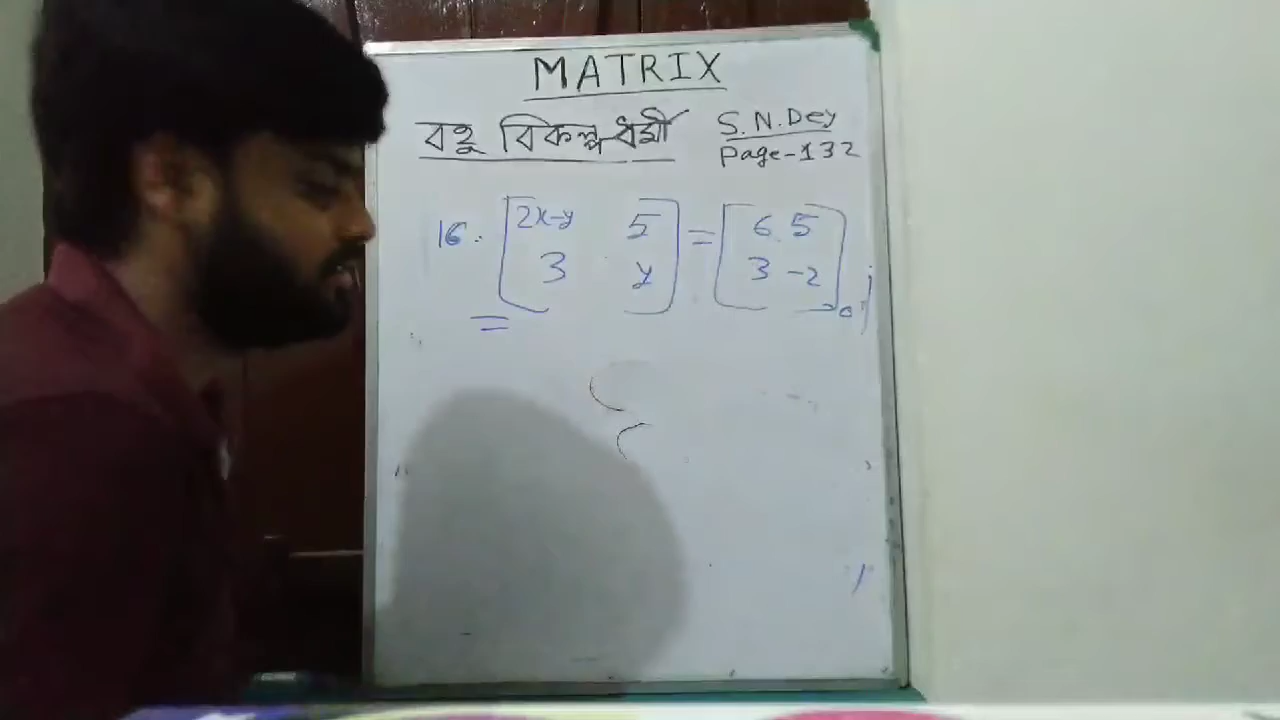 MATRIX
বহু বিকল্পধর্মী S.N.Dey
Page-132
16. [2x-y 5] = [6 5]
[3 y] [3 -2]